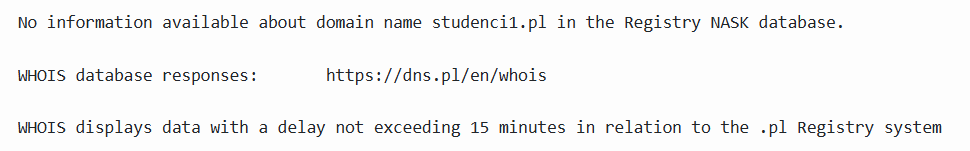 No information available about domain name studenci1.pl in the Registry NASK database.
WHOIS database responses: https://dns.pl/en/whois
WHOIS displays data with a delay not exceeding 15 minutes in relation to the .pl Registry system